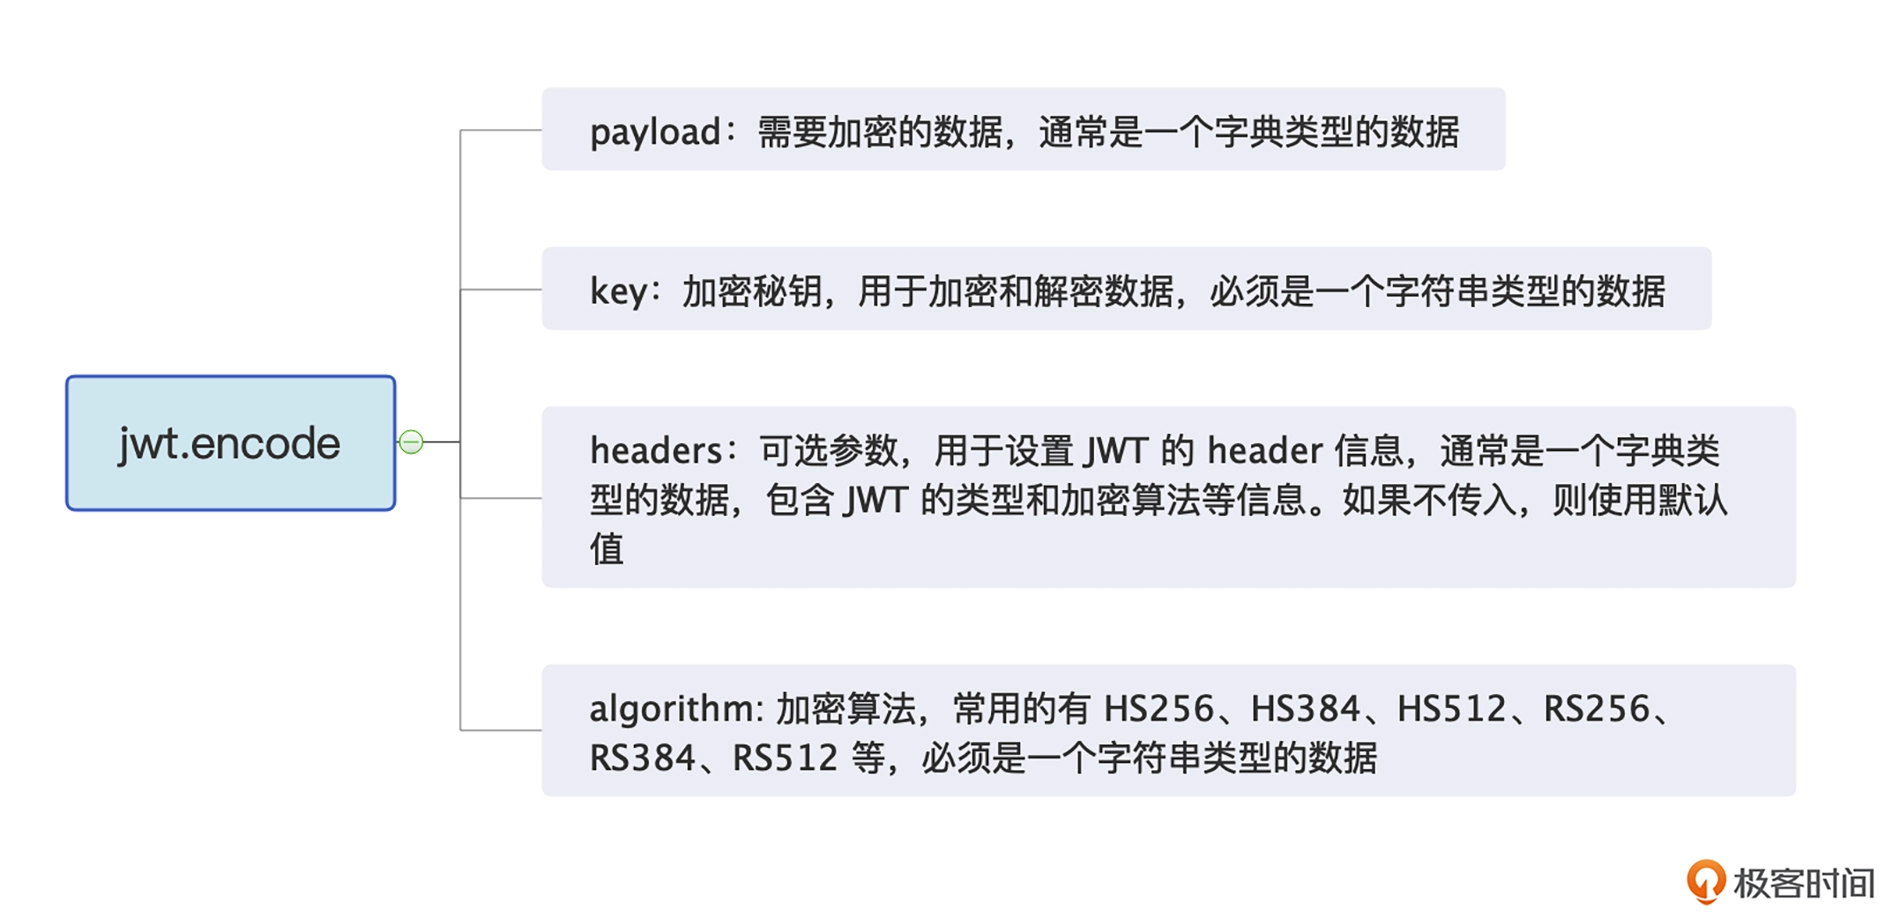 payload：需要加密的数据，通常是一个字典类型的数据
key：加密秘钥，用于加密和解密数据，必须是一个字符串类型的数据
jwt.encode
headers：可选参数，用于设置 JWT 的 header 信息，通常是一个字典类
型的数据，包含 JWT 的类型和加密算法等信息。如果不传入，则使用默认
值
algorithm: 加密算法，常用的有 HS256、HS384、HS512、RS256、
RS384、RS512 等，必须是一个字符串类型的数据
极客时间